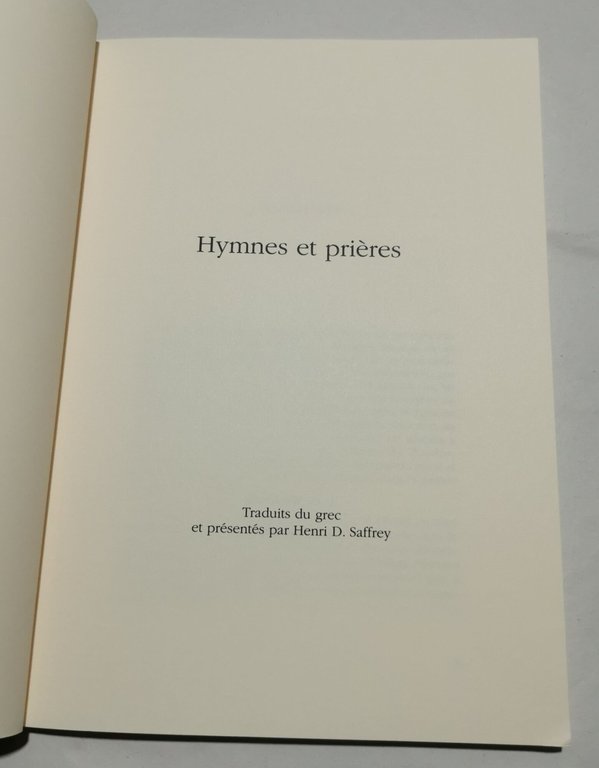 Hymnes et prières
Traduits du grec
et présentés par Henri D. Saffrey